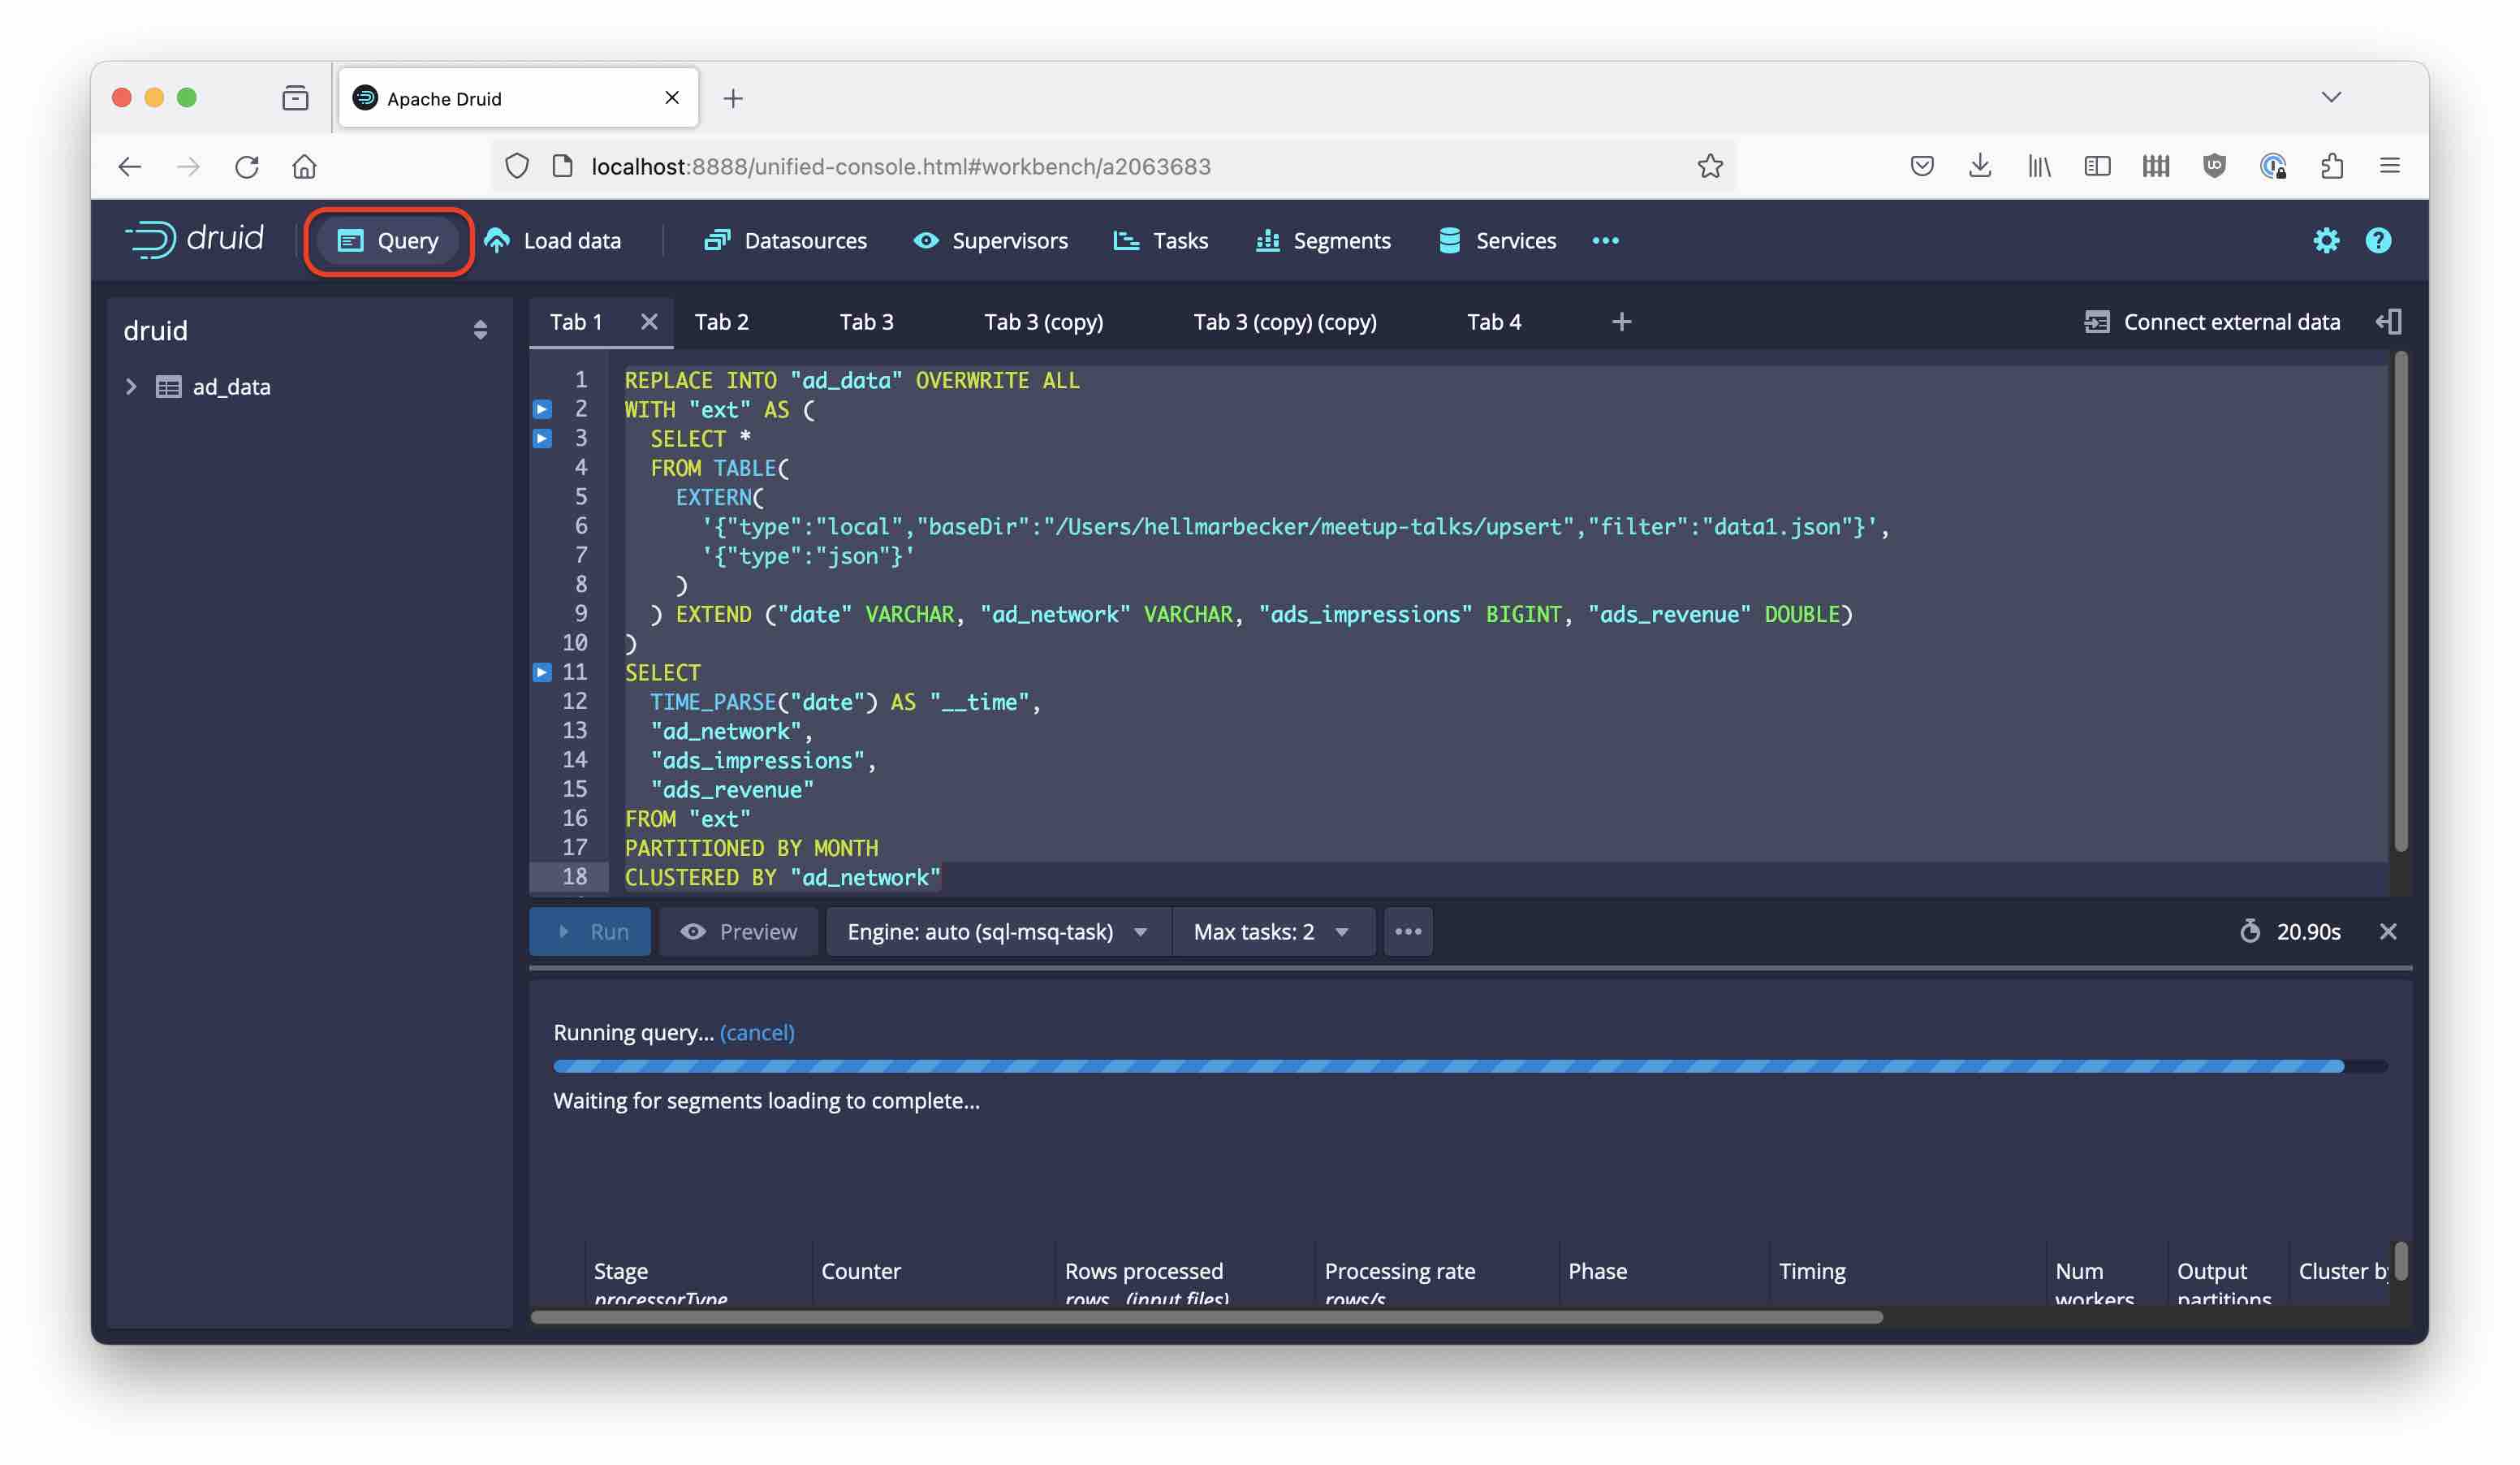 Apache Druid
localhost:8888/unified-console.html#workbench/a2063683
druid
Query
Load data
Datasources
Supervisors
Tasks
Segments
Services
druid
ad_data
Tab 1
Tab 2
Tab 3
Tab 3 (copy)
Tab 3 (copy) (copy)
Tab 4
Connect external data
1 REPLACE INTO "ad_data" OVERWRITE ALL
2 WITH "ext" AS (
3 SELECT *
4 FROM TABLE(
5 EXTERN(
6 '{"type":"local","baseDir":"/Users/hellmarbecker/meetup-talks/upsert","filter":"data1.json"}',
7 '{"type":"json"}'
8 )
9 ) EXTEND ("date" VARCHAR, "ad_network" VARCHAR, "ads_impressions" BIGINT, "ads_revenue" DOUBLE)
10 )
11 SELECT
12 TIME_PARSE("date") AS "__time",
13 "ad_network",
14 "ads_impressions",
15 "ads_revenue"
16 FROM "ext"
17 PARTITIONED BY MONTH
18 CLUSTERED BY "ad_network"
Run
Preview
Engine: auto (sql-msq-task)
Max tasks: 2
20.90s
Running query... (cancel)
Waiting for segments loading to complete...
Stage
processorType
Counter
Rows processed
rows (input files)
Processing rate
rows/s
Phase
Timing
Num
workers
Output
partitions
Cluster by